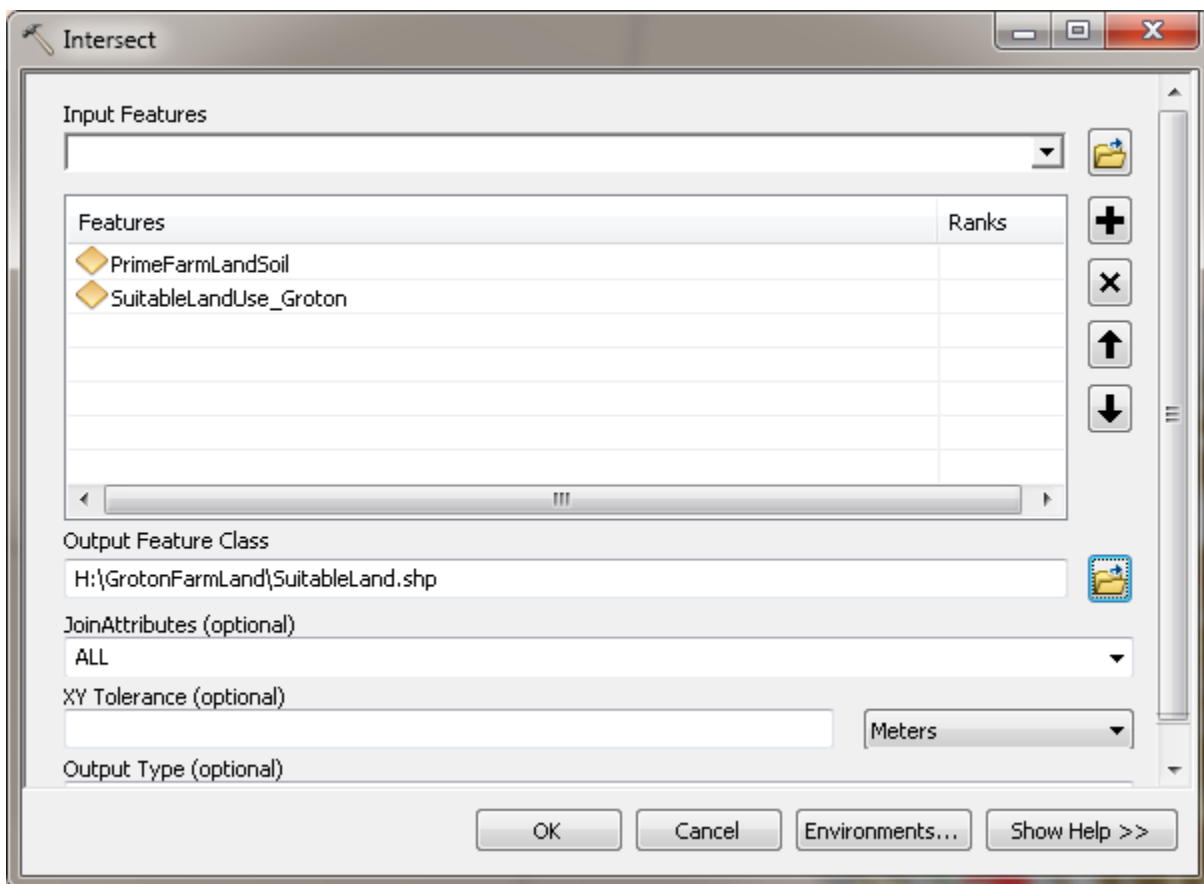 Intersect
Input Features
Features Ranks
PrimeFarmLandSoil
SuitableLandUse_Groton
Output Feature Class
H:\GrotonFarmLand\SuitableLand.shp
JoinAttributes (optional)
ALL
XY Tolerance (optional)
Meters
Output Type (optional)
OK Cancel Environments... Show Help >>